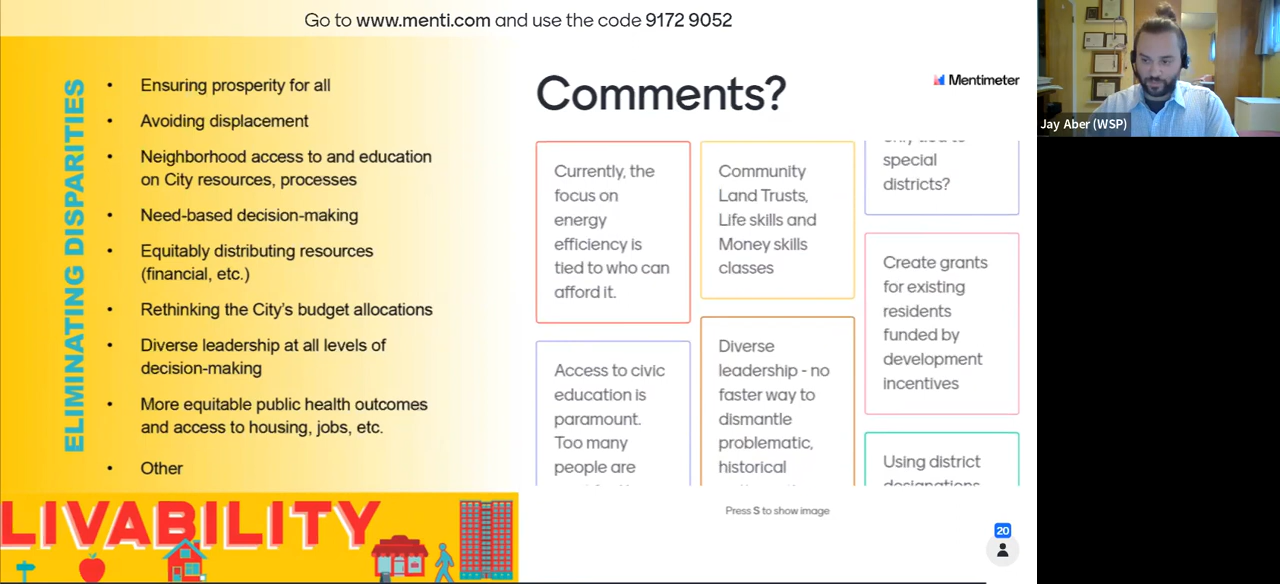 Go to www.menti.com and use the code 9172 9052
ELIMINATING DISPARITIES
• Ensuring prosperity for all
• Avoiding displacement
• Neighborhood access to and education
on City resources, processes
• Need-based decision-making
• Equitably distributing resources
(financial, etc.)
• Rethinking the City's budget allocations
• Diverse leadership at all levels of
decision-making
• More equitable public health outcomes
and access to housing, jobs, etc.
• Other
LIVABILITY
Comments?
Mentimeter
Currently, the
focus on
energy
efficiency is
tied to who can
afford it.
Access to civic
education is
paramount.
Too many
people are
Community
Land Trusts,
Life skills and
Money skills
classes
Diverse
leadership - no
faster way to
dismantle
problematic,
historical
special
districts?
Create grants
for existing
residents
funded by
development
incentives
Using district
designations
Press S to show image
20
Jay Aber (WSP)